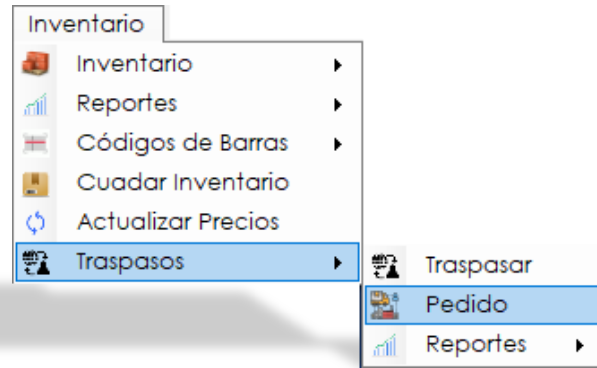 Inventario
Inventario
Reportes
Códigos de Barras
Cuadar Inventario
Actualizar Precios
Traspasos
Traspasar
Pedido
Reportes